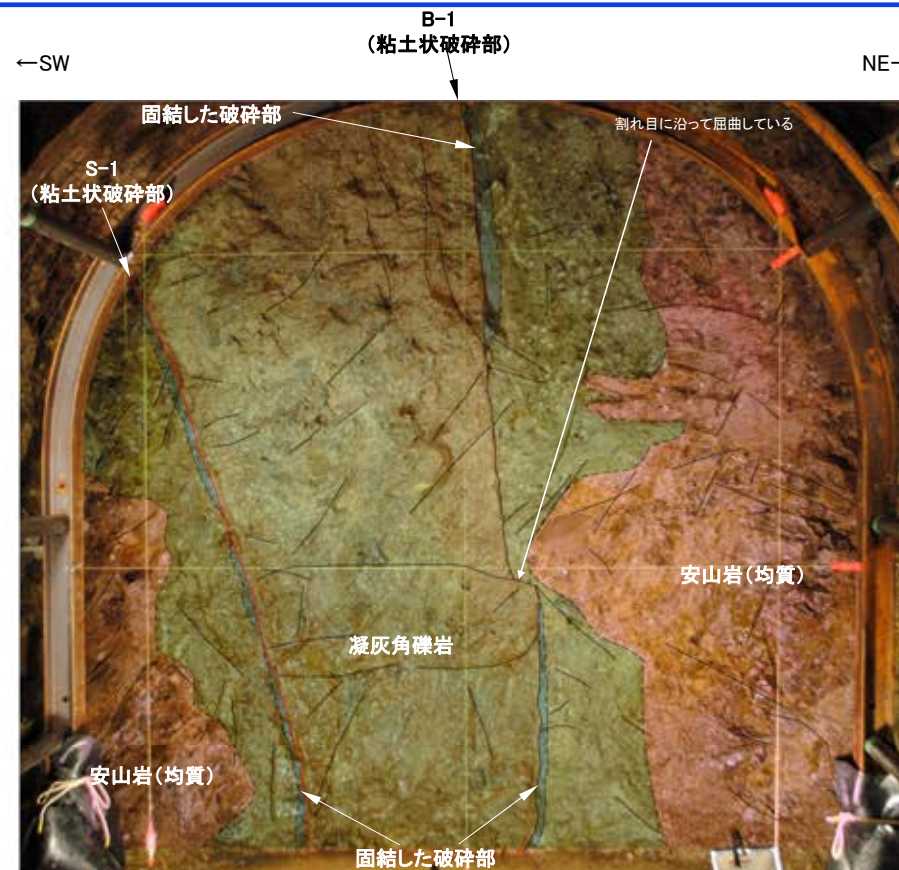 B-1
（粘土状破砕部）
←SW
NE
固結した破砕部
割れ目に沿って屈曲している
S-1
（粘土状破砕部）
安山岩（均質）
凝灰角礫岩
安山岩（均質）
固結した破砕部